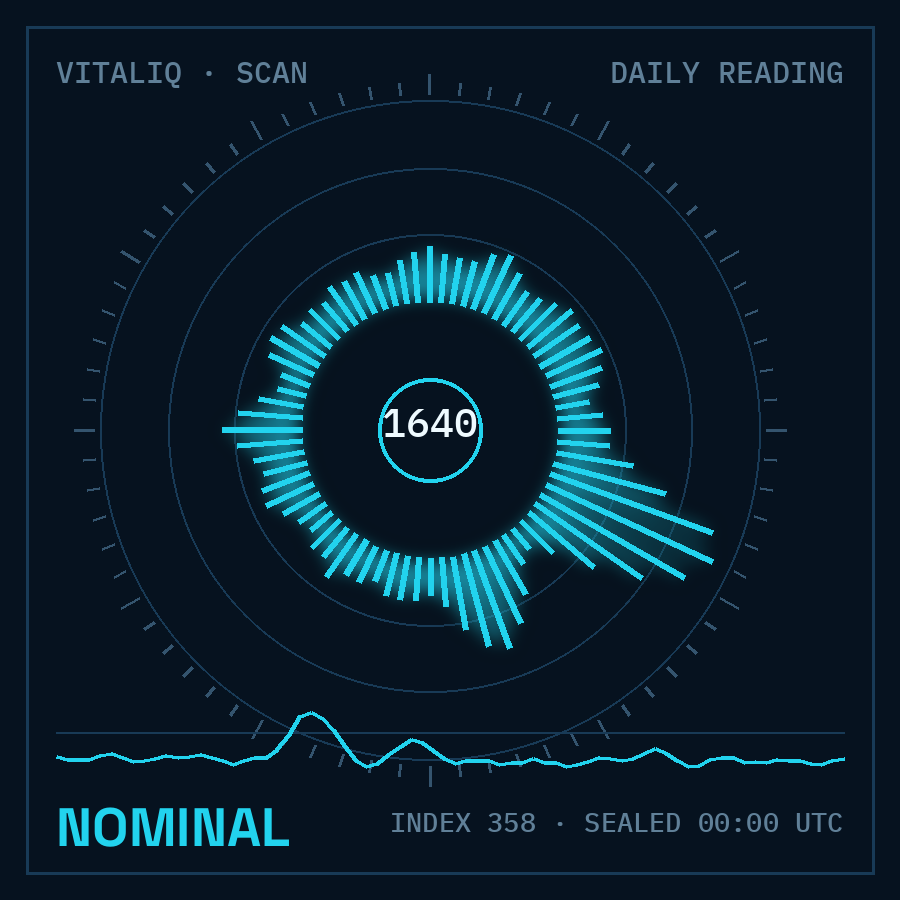 VITALIQ · SCAN
DAILY READING
1640
NOMINAL
INDEX 358 · SEALED 00:00 UTC